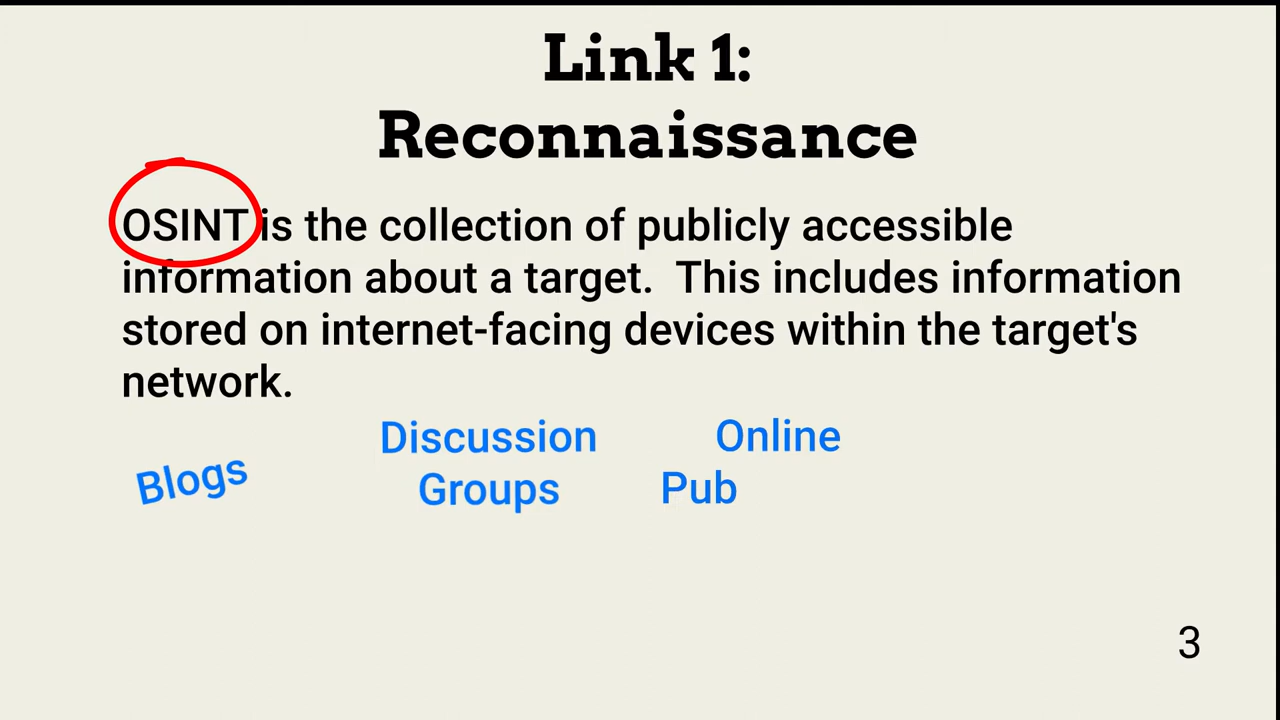 Link 1:
Reconnaissance
OSINT is the collection of publicly accessible
information about a target. This includes information
stored on internet-facing devices within the target's
network.
Blogs
Discussion
Groups
Online
Pub
3